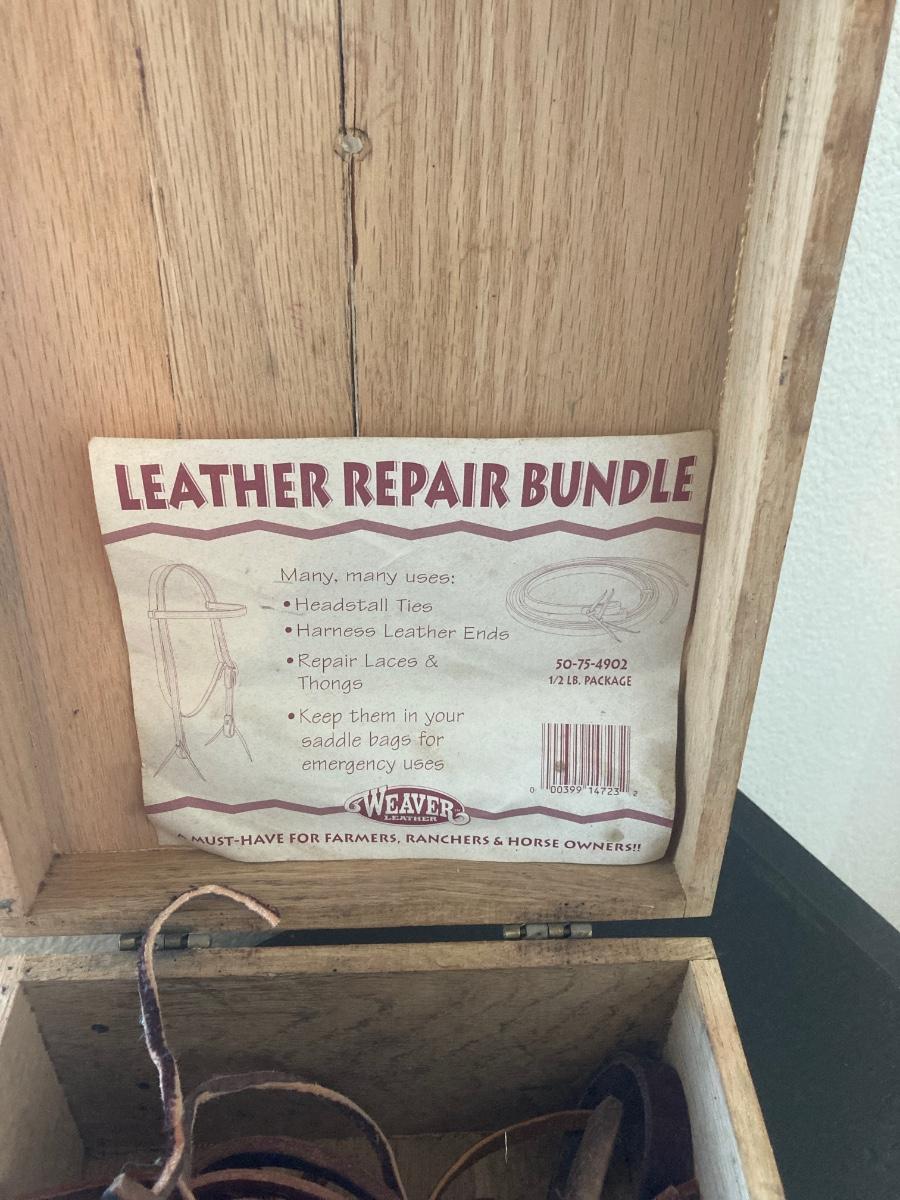 LEATHER REPAIR BUNDLE
Many, many uses:
• Headstall Ties
• Harness Leather Ends
• Repair Laces &
Thongs
• Keep them in your
saddle bags for
emergency uses
50-75-4902
1/2 LB. PACKAGE
0 00399 14723 2
WEAVER
LEATHER
A MUST-HAVE FOR FARMERS, RANCHERS & HORSE OWNERS!!